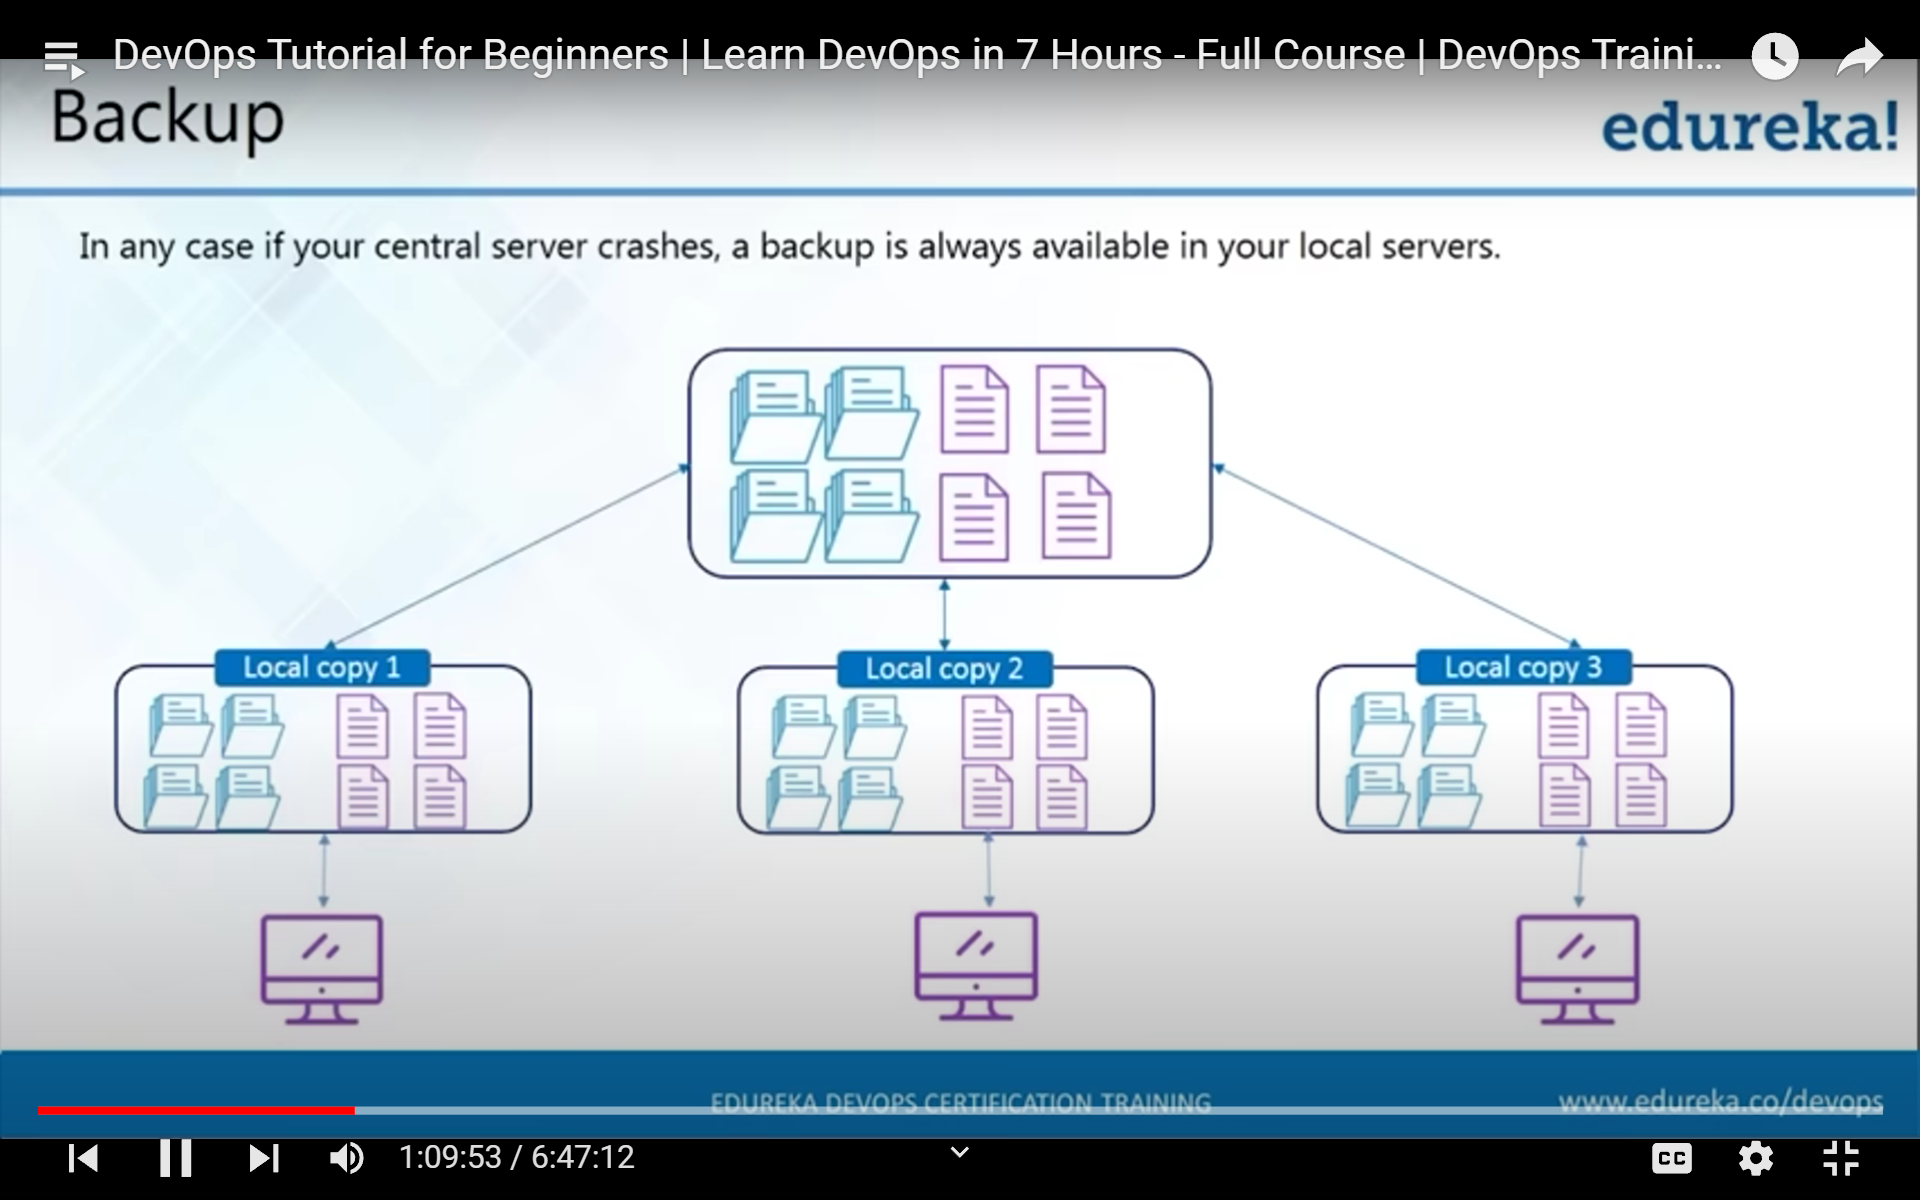 DevOps Tutorial for Beginners | Learn DevOps in 7 Hours - Full Course | DevOps Traini...
Backup
edureka!
In any case if your central server crashes, a backup is always available in your local servers.
Local copy 1
Local copy 2
Local copy 3
EDUREKA DEVOPS CERTIFICATION TRAINING
www.edureka.co/devops
1:09:53 / 6:47:12
CC